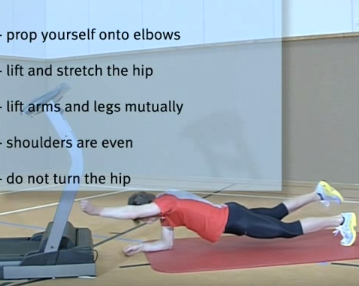 - prop yourself onto elbows
- lift and stretch the hip
- lift arms and legs mutually
- shoulders are even
- do not turn the hip